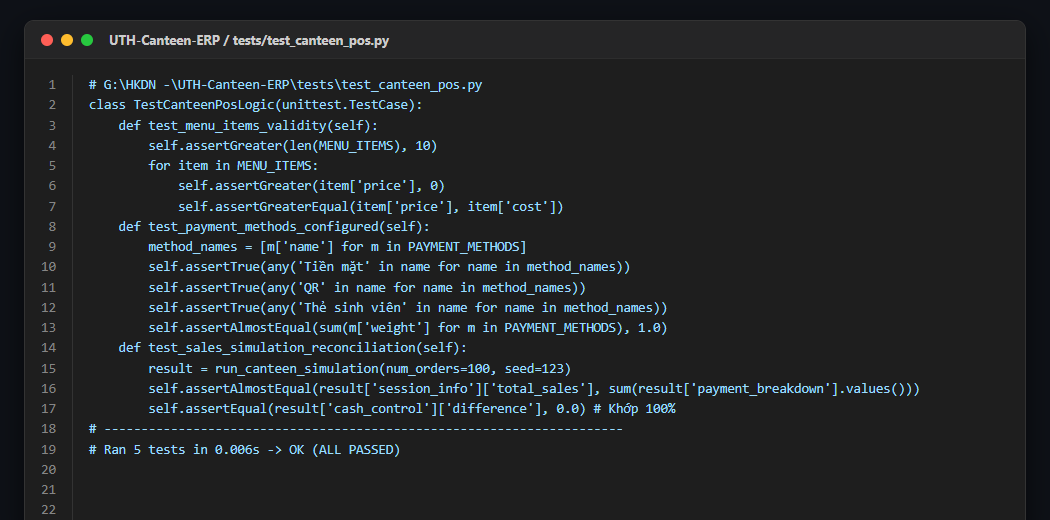 UTH-Canteen-ERP / tests/test_canteen_pos.py
1 # G:\HKDN -\UTH-Canteen-ERP\tests\test_canteen_pos.py
2 class TestCanteenPosLogic(unittest.TestCase):
3     def test_menu_items_validity(self):
4         self.assertGreater(len(MENU_ITEMS), 10)
5         for item in MENU_ITEMS:
6             self.assertGreater(item['price'], 0)
7             self.assertGreaterEqual(item['price'], item['cost'])
8     def test_payment_methods_configured(self):
9         method_names = [m['name'] for m in PAYMENT_METHODS]
10         self.assertTrue(any('Tiền mặt' in name for name in method_names))
11         self.assertTrue(any('QR' in name for name in method_names))
12         self.assertTrue(any('Thẻ sinh viên' in name for name in method_names))
13         self.assertAlmostEqual(sum(m['weight'] for m in PAYMENT_METHODS), 1.0)
14     def test_sales_simulation_reconciliation(self):
15         result = run_canteen_simulation(num_orders=100, seed=123)
16         self.assertAlmostEqual(result['session_info']['total_sales'], sum(result['payment_breakdown'].values()))
17         self.assertEqual(result['cash_control']['difference'], 0.0) # Khớp 100%
18 # ----------------------------------------------------------------------
19 # Ran 5 tests in 0.006s -> OK (ALL PASSED)
20
21
22